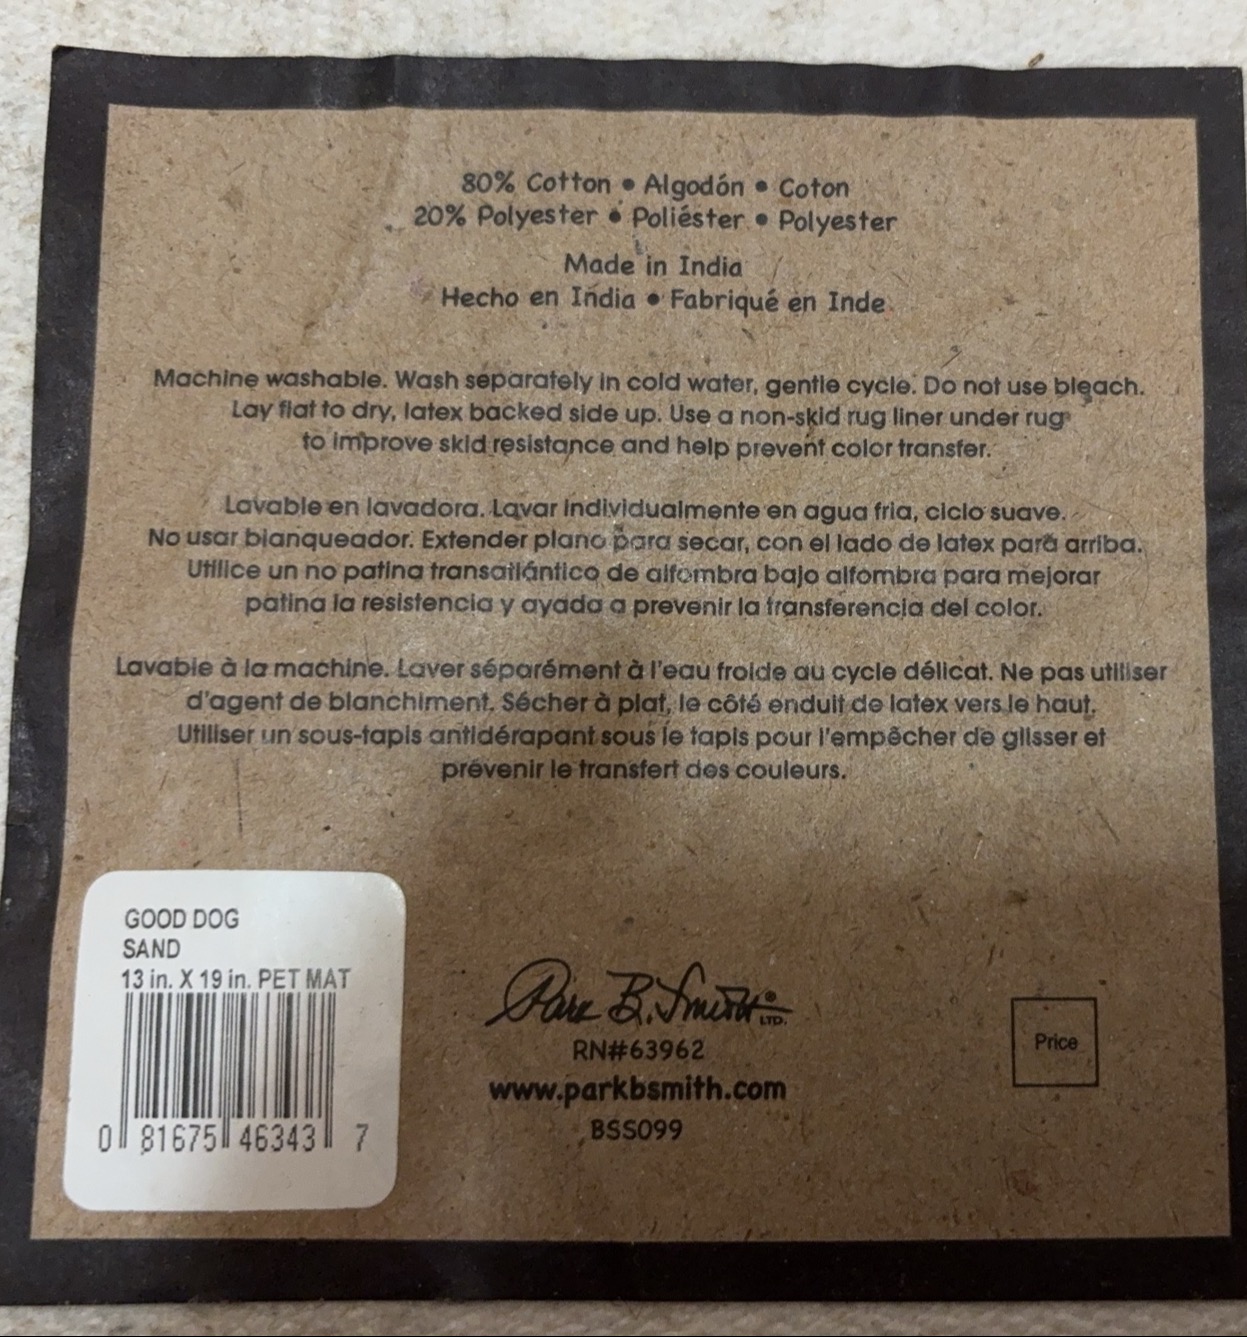 80% Cotton • Algodón • Coton
20% Polyester • Poliéster • Polyester
Made in India
Hecho en India • Fabriqué en Inde
Machine washable. Wash separately in cold water, gentle cycle. Do not use bleach.
Lay flat to dry, latex backed side up. Use a non-skid rug liner under rug
to improve skid resistance and help prevent color transfer.
Lavable en lavadora. Lavar individualmente en agua fria, ciclo suave.
No usar blanqueador. Extender plano para secar, con el lado de latex para arriba.
Utilice un no patina transatlántico de alfombra bajo alfombra para mejorar
patina la resistencia y ayada a prevenir la transferencia del color.
Lavable à la machine. Laver séparément à l'eau froide au cycle délicat. Ne pas utiliser
d'agent de blanchiment. Sécher à plat, le côté enduit de latex vers le haut.
Utiliser un sous-tapis antidérapant sous le tapis pour l'empêcher de glisser et
prévenir le transfert des couleurs.
GOOD DOG
SAND
13 in. X 19 in. PET MAT
0 81675 46343 7
Park B. Smith® LTD.
RN#63962
www.parkbsmith.com
BSS099
Price